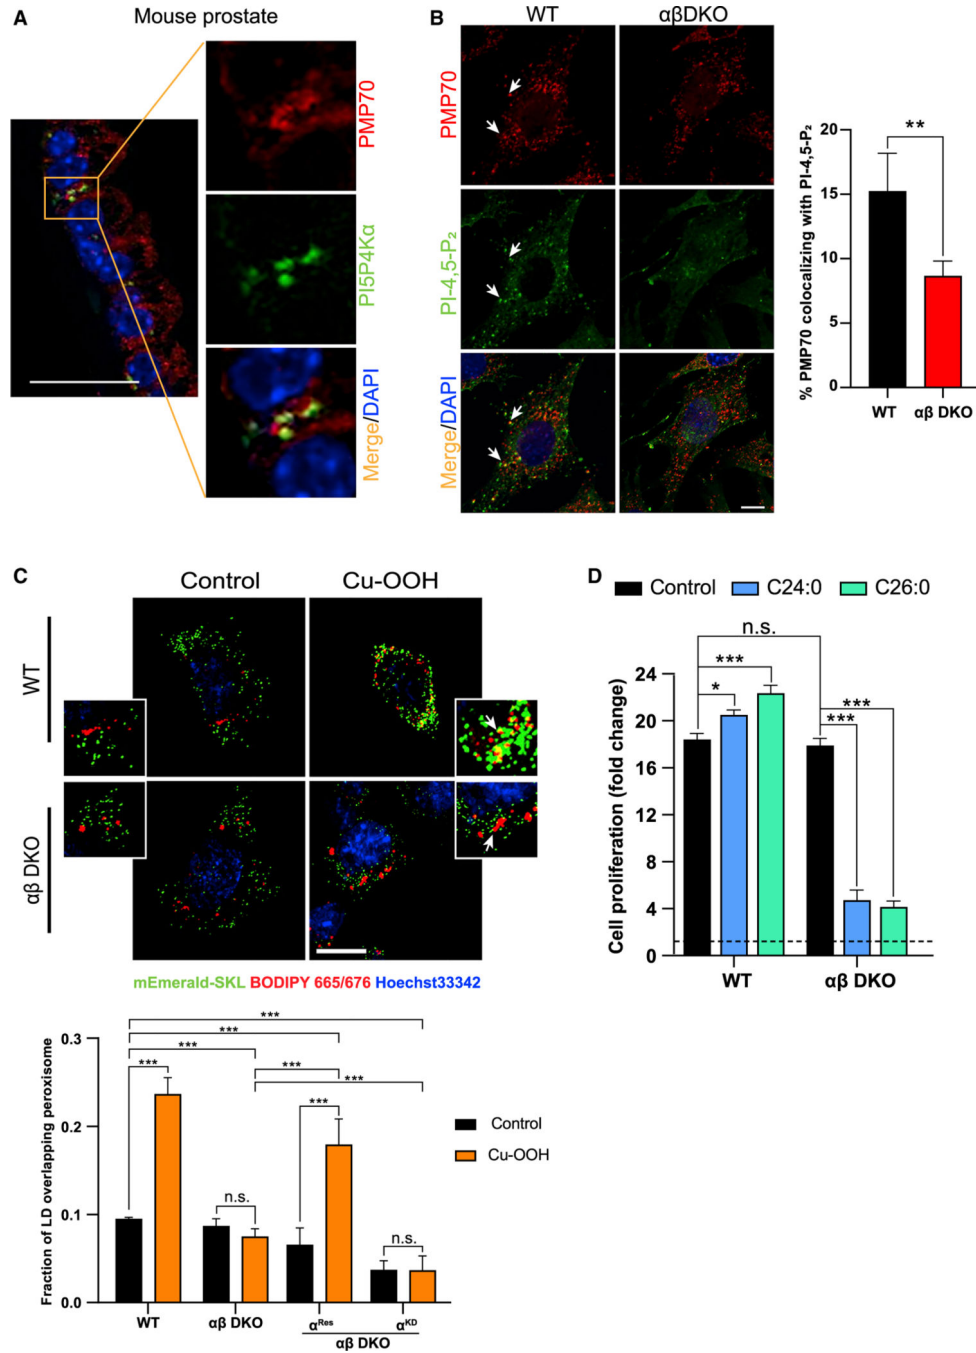 A
Mouse prostate
PMP70
PI5P4Kα
Merge/DAPI
B
WT
αβDKO
PMP70
PI-4,5-P₂
Merge/DAPI
% PMP70 colocalizing with PI-4,5-P₂
20
15
10
5
0
**
WT
αβ DKO
C
Control
Cu-OOH
WT
αβ DKO
mEmerald-SKL BODIPY 665/676 Hoechst33342
Fraction of LD overlapping peroxisome
0.3
0.2
0.1
0.0
***
***
***
***
***
***
***
n.s.
n.s.
WT
αβ DKO
α^Res
α^KD
αβ DKO
Control
Cu-OOH
D
Control
C24:0
C26:0
Cell proliferation (fold change)
24
20
16
12
8
4
0
n.s.
***
*
***
***
WT
αβ DKO